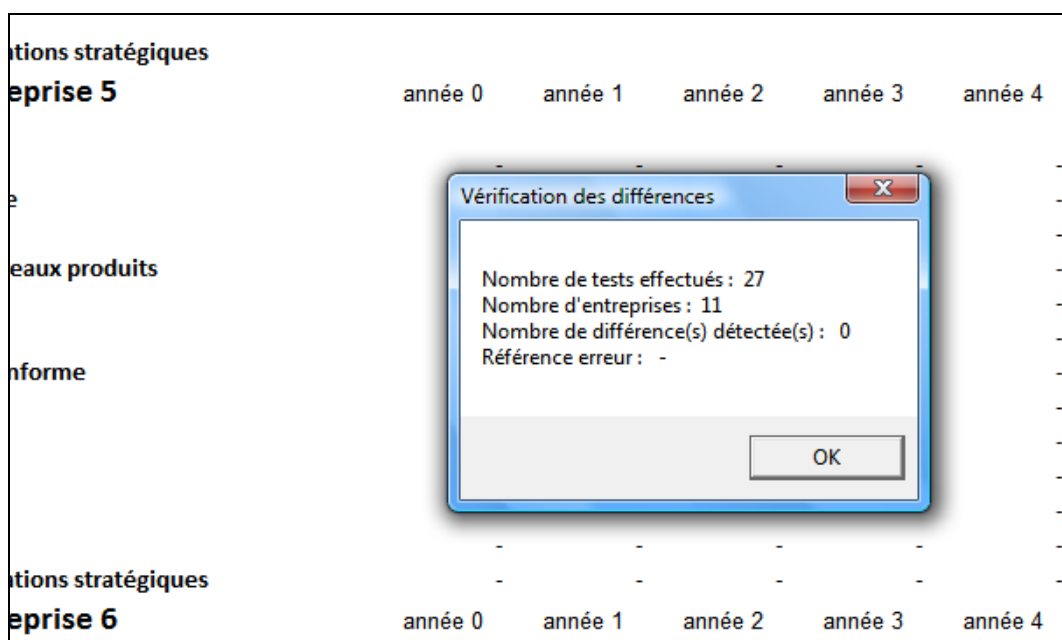 ations stratégiques
eprise 5 année 0 année 1 année 2 année 3 année 4
- - - - -
Vérification des différences
e -
-
Nombre de tests effectués : 27
eaux produits -
Nombre d'entreprises : 11
-
Nombre de différence(s) détectée(s) : 0
-
Référence erreur : -
nforme -
-
-
OK
-
-
- - - - -
ations stratégiques - - - - -
eprise 6 année 0 année 1 année 2 année 3 année 4